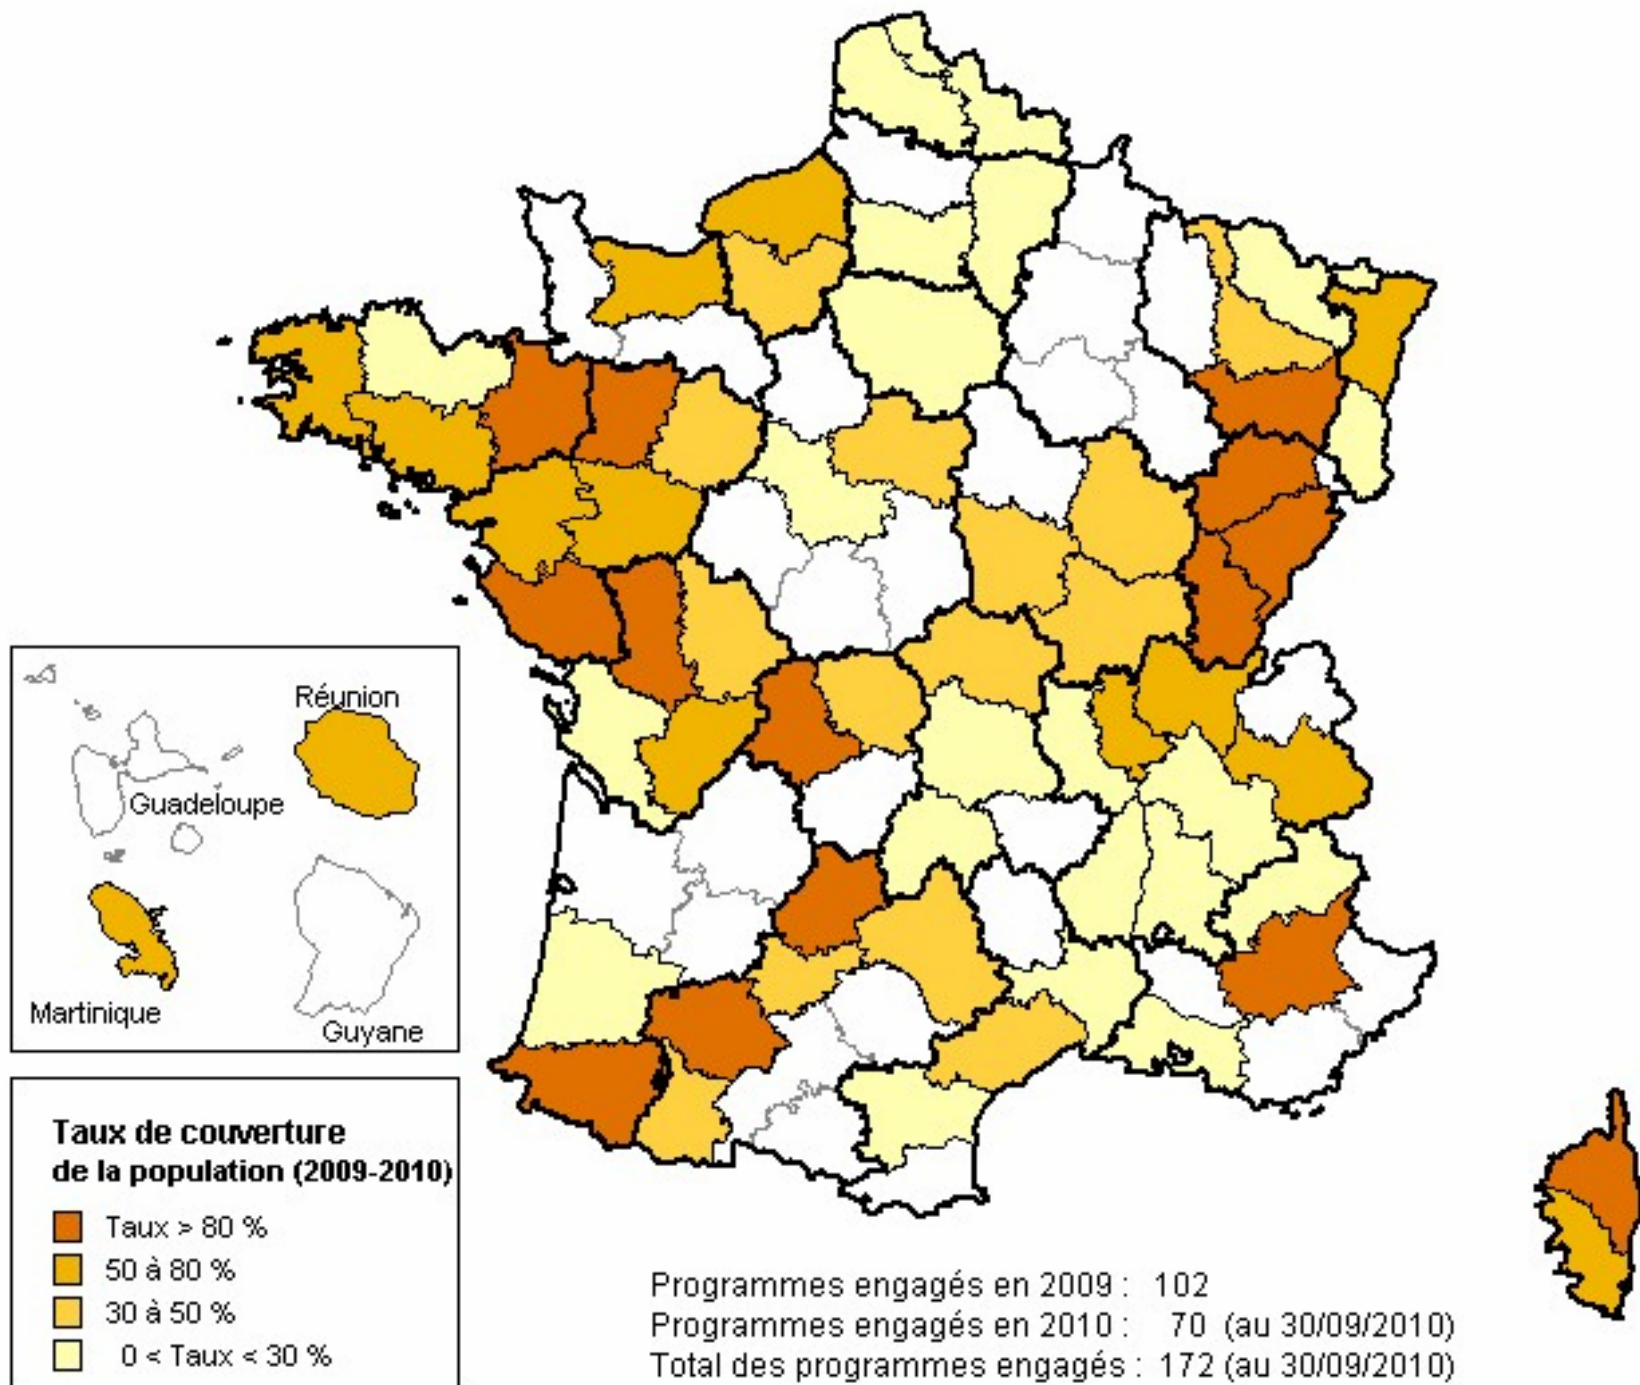 Réunion
Guadeloupe
Martinique
Guyane
Taux de couverture
de la population (2009-2010)
Taux > 80 %
50 à 80 %
30 à 50 %
0 < Taux < 30 %
Programmes engagés en 2009 : 102
Programmes engagés en 2010 : 70 (au 30/09/2010)
Total des programmes engagés : 172 (au 30/09/2010)